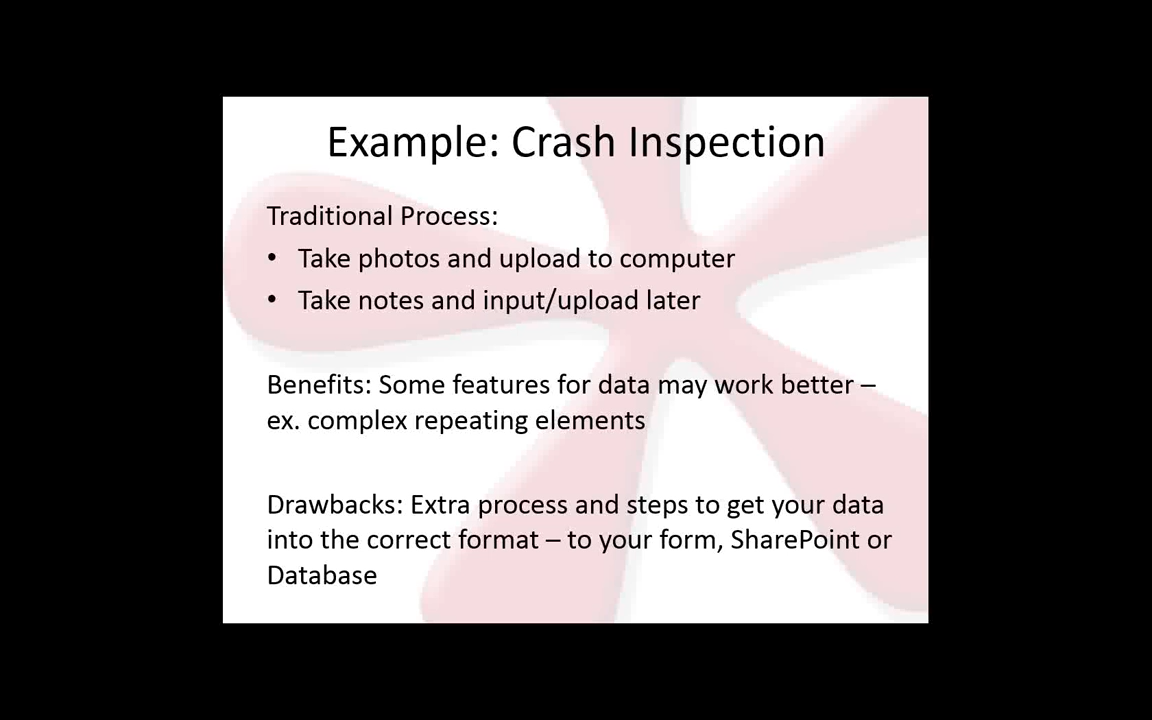 Example: Crash Inspection
Traditional Process:
• Take photos and upload to computer
• Take notes and input/upload later
Benefits: Some features for data may work better –
ex. complex repeating elements
Drawbacks: Extra process and steps to get your data
into the correct format – to your form, SharePoint or
Database